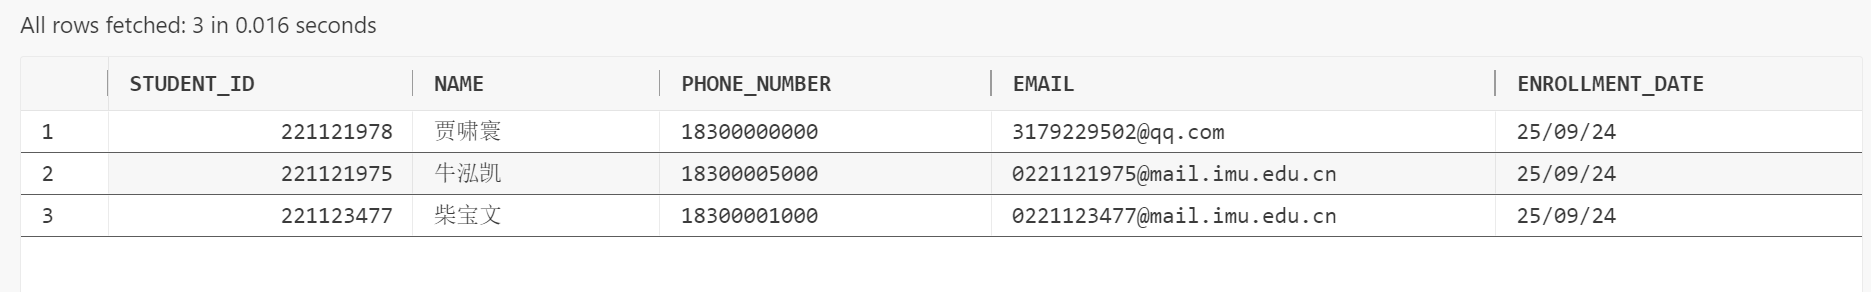 All rows fetched: 3 in 0.016 seconds
STUDENT_ID NAME PHONE_NUMBER EMAIL ENROLLMENT_DATE
1 221121978 贾啸寰 18300000000 3179229502@qq.com 25/09/24
2 221121975 牛泓凯 18300005000 0221121975@mail.imu.edu.cn 25/09/24
3 221123477 柴宝文 18300001000 0221123477@mail.imu.edu.cn 25/09/24